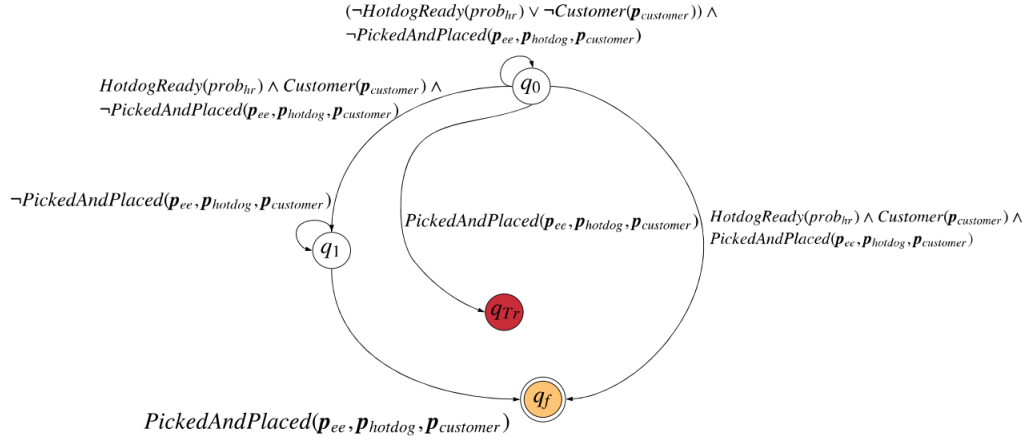 (¬HotdogReady(prob_hr) ∨ ¬Customer(p_customer)) ∧
¬PickedAndPlaced(p_ee, p_hotdog, p_customer)
q_0
HotdogReady(prob_hr) ∧ Customer(p_customer) ∧
¬PickedAndPlaced(p_ee, p_hotdog, p_customer)
¬PickedAndPlaced(p_ee, p_hotdog, p_customer)
PickedAndPlaced(p_ee, p_hotdog, p_customer)
HotdogReady(prob_hr) ∧ Customer(p_customer) ∧
PickedAndPlaced(p_ee, p_hotdog, p_customer)
q_1
q_Tr
q_f
PickedAndPlaced(p_ee, p_hotdog, p_customer)